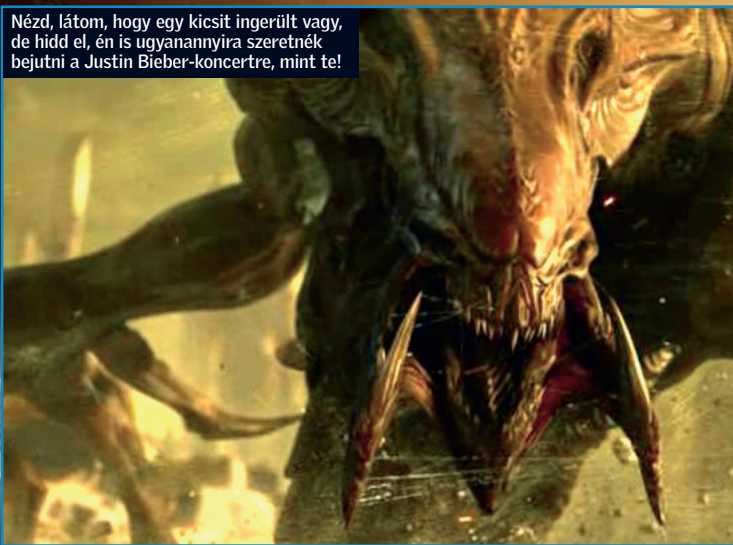 Nézd, látom, hogy egy kicsit ingerült vagy,
de hidd el, én is ugyanannyira szeretnék
bejutni a Justin Bieber-koncertre, mint te!